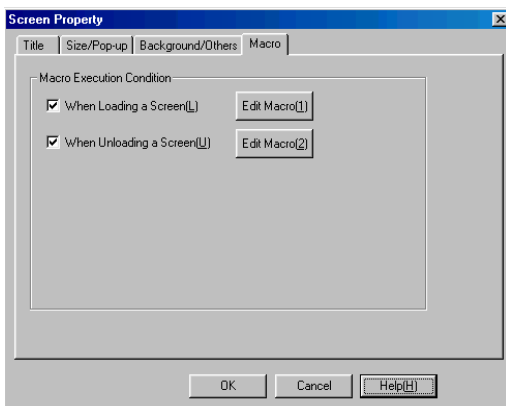 Screen Property
Title Size/Pop-up Background/Others Macro
Macro Execution Condition
When Loading a Screen(L) Edit Macro(1)
When Unloading a Screen(U) Edit Macro(2)
OK Cancel Help(H)